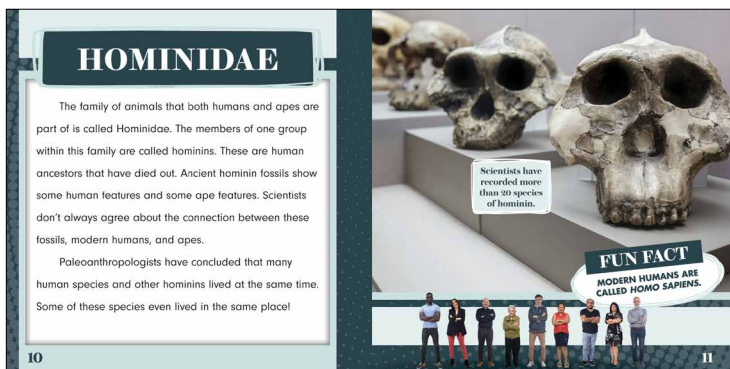 HOMINIDAE
The family of animals that both humans and apes are
part of is called Hominidae. The members of one group
within this family are called hominins. These are human
ancestors that have died out. Ancient hominin fossils show
some human features and some ape features. Scientists
don't always agree about the connection between these
fossils, modern humans, and apes.
Paleoanthropologists have concluded that many
human species and other hominins lived at the same time.
Some of these species even lived in the same place!
10
Scientists have
recorded more
than 20 species
of hominin.
FUN FACT
MODERN HUMANS ARE
CALLED HOMO SAPIENS.
11